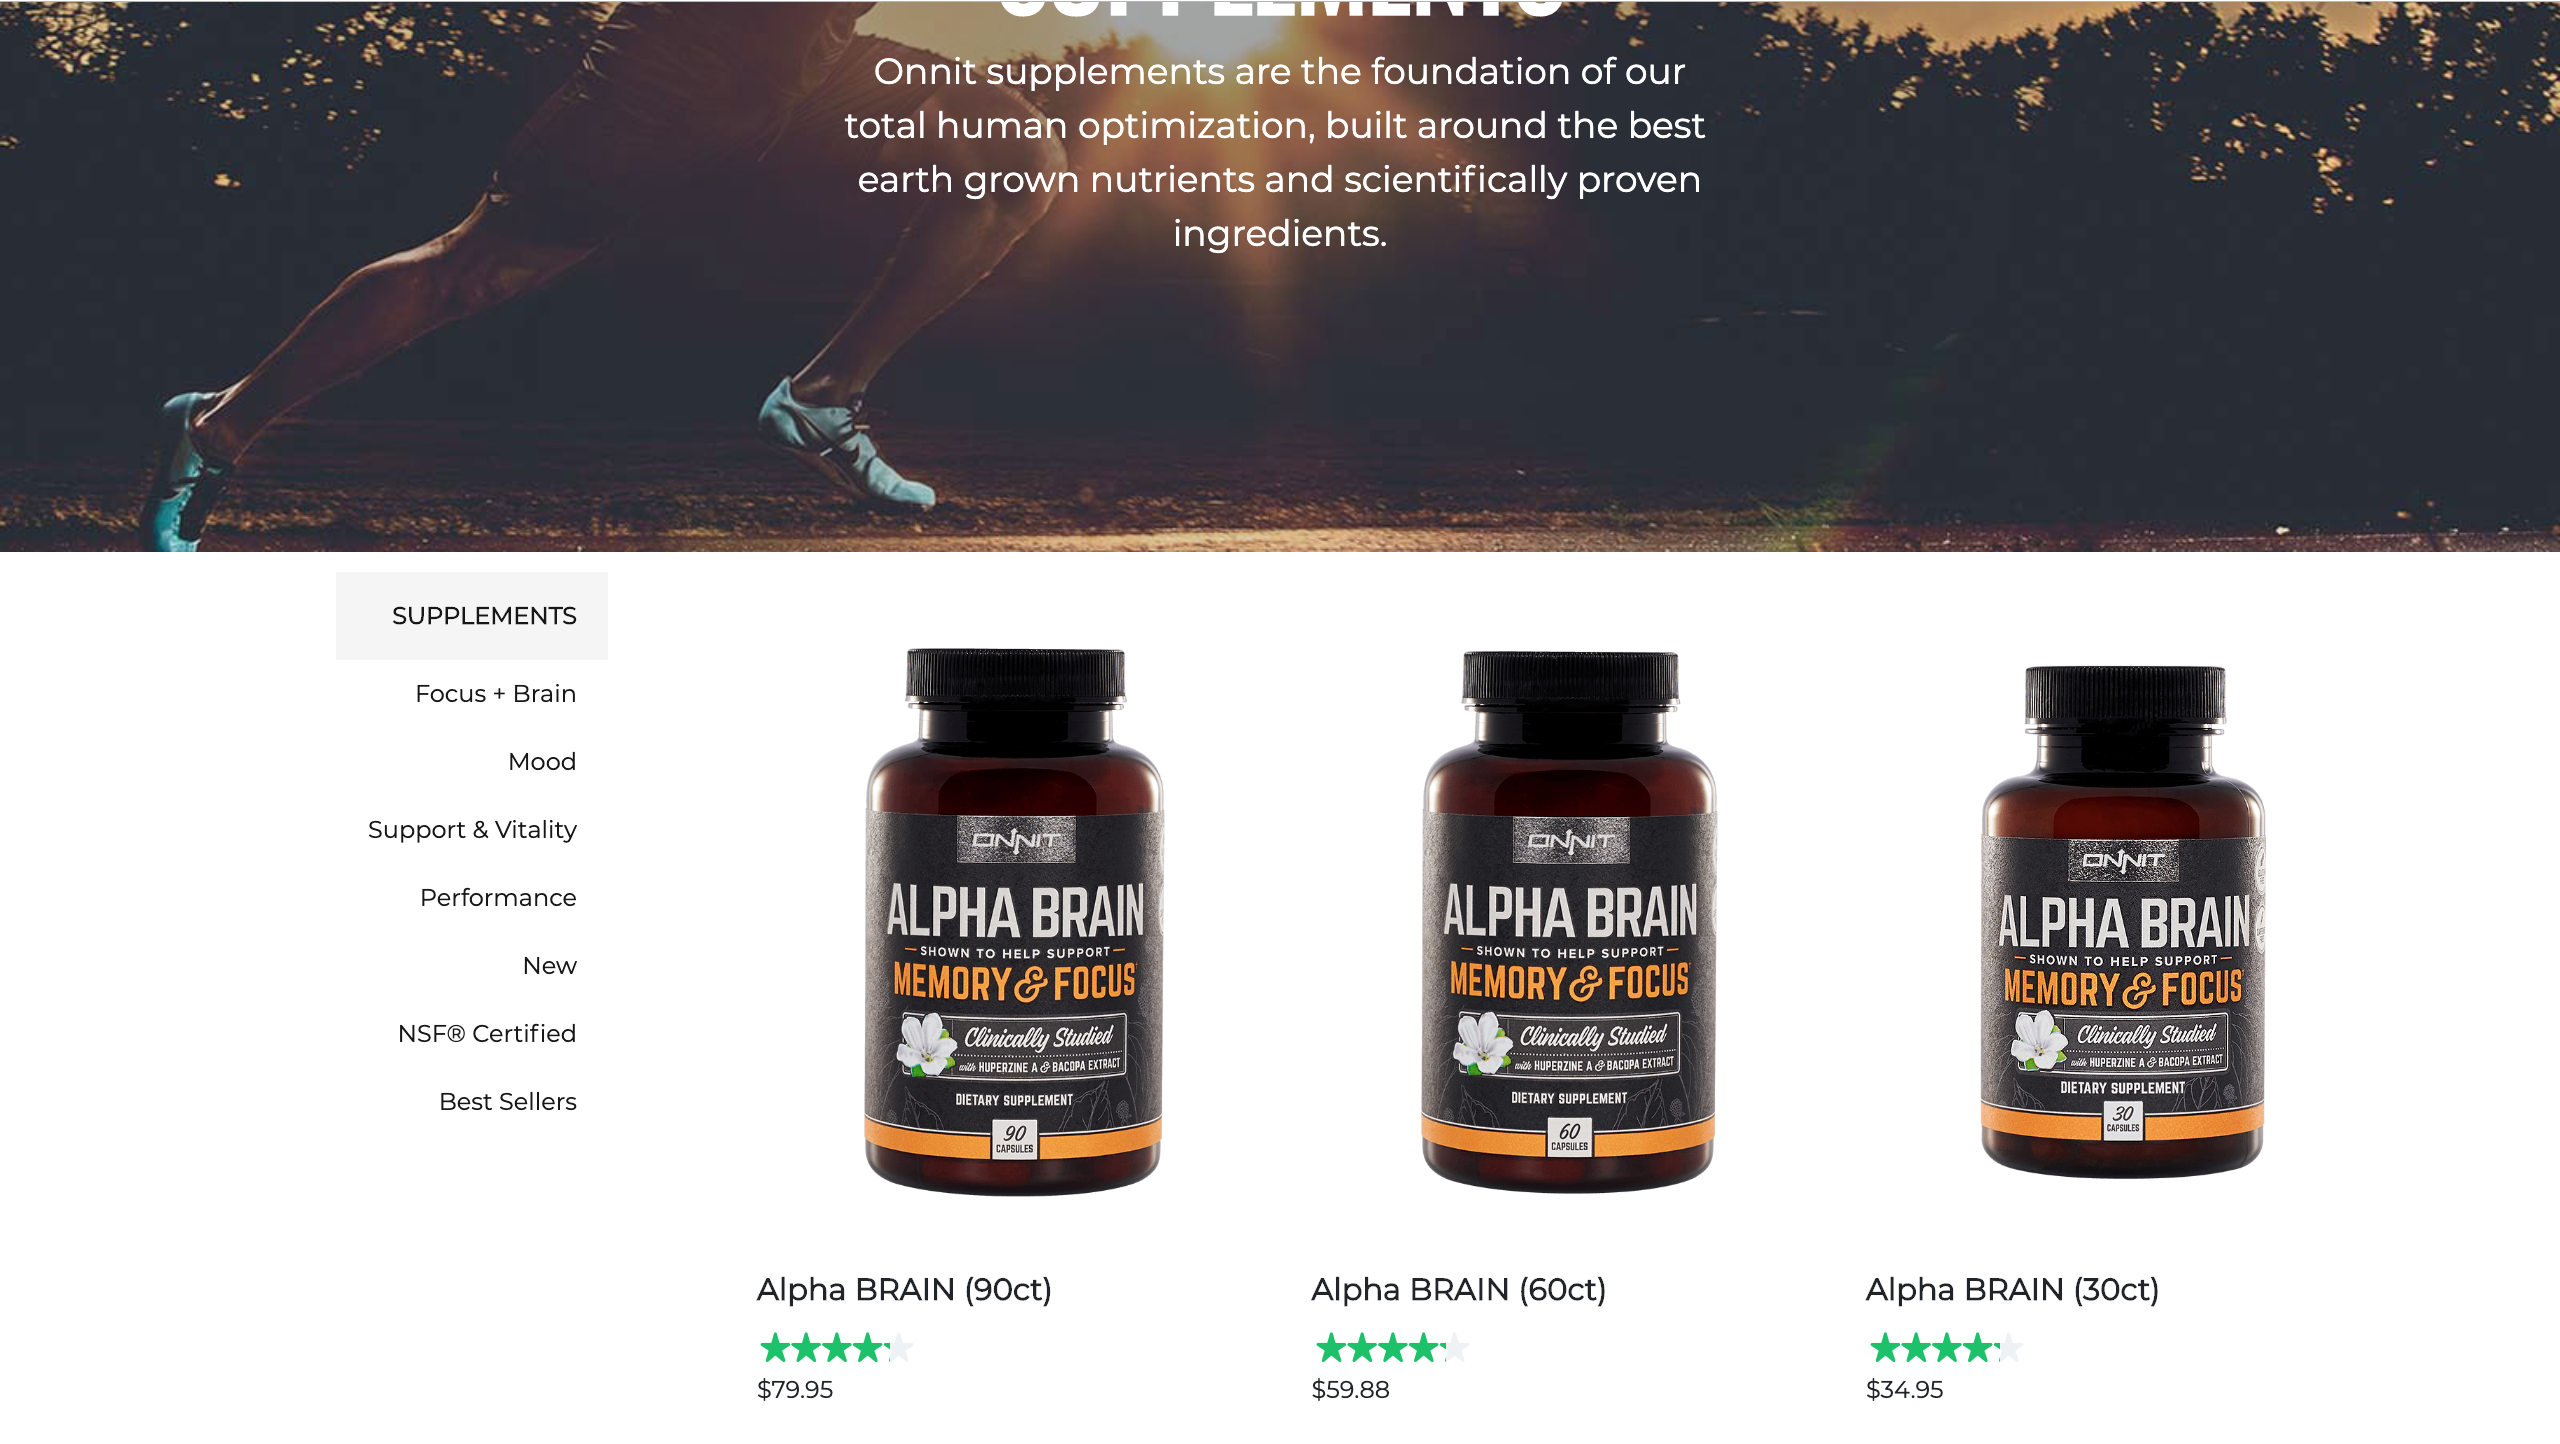 SUPPLEMENTS
Onnit supplements are the foundation of our
total human optimization, built around the best
earth grown nutrients and scientifically proven
ingredients.
SUPPLEMENTS
Focus + Brain
Mood
Support & Vitality
Performance
New
NSF® Certified
Best Sellers
ONNIT
ALPHA BRAIN
SHOWN TO HELP SUPPORT
MEMORY & FOCUS
Clinically Studied
with HUPERZINE A & BACOPA EXTRACT
DIETARY SUPPLEMENT
90
CAPSULES
ONNIT
ALPHA BRAIN
SHOWN TO HELP SUPPORT
MEMORY & FOCUS
Clinically Studied
with HUPERZINE A & BACOPA EXTRACT
DIETARY SUPPLEMENT
60
CAPSULES
ONNIT
ALPHA BRAIN
SHOWN TO HELP SUPPORT
MEMORY & FOCUS
Clinically Studied
with HUPERZINE A & BACOPA EXTRACT
DIETARY SUPPLEMENT
30
CAPSULES
Alpha BRAIN (90ct)
$79.95
Alpha BRAIN (60ct)
$59.88
Alpha BRAIN (30ct)
$34.95